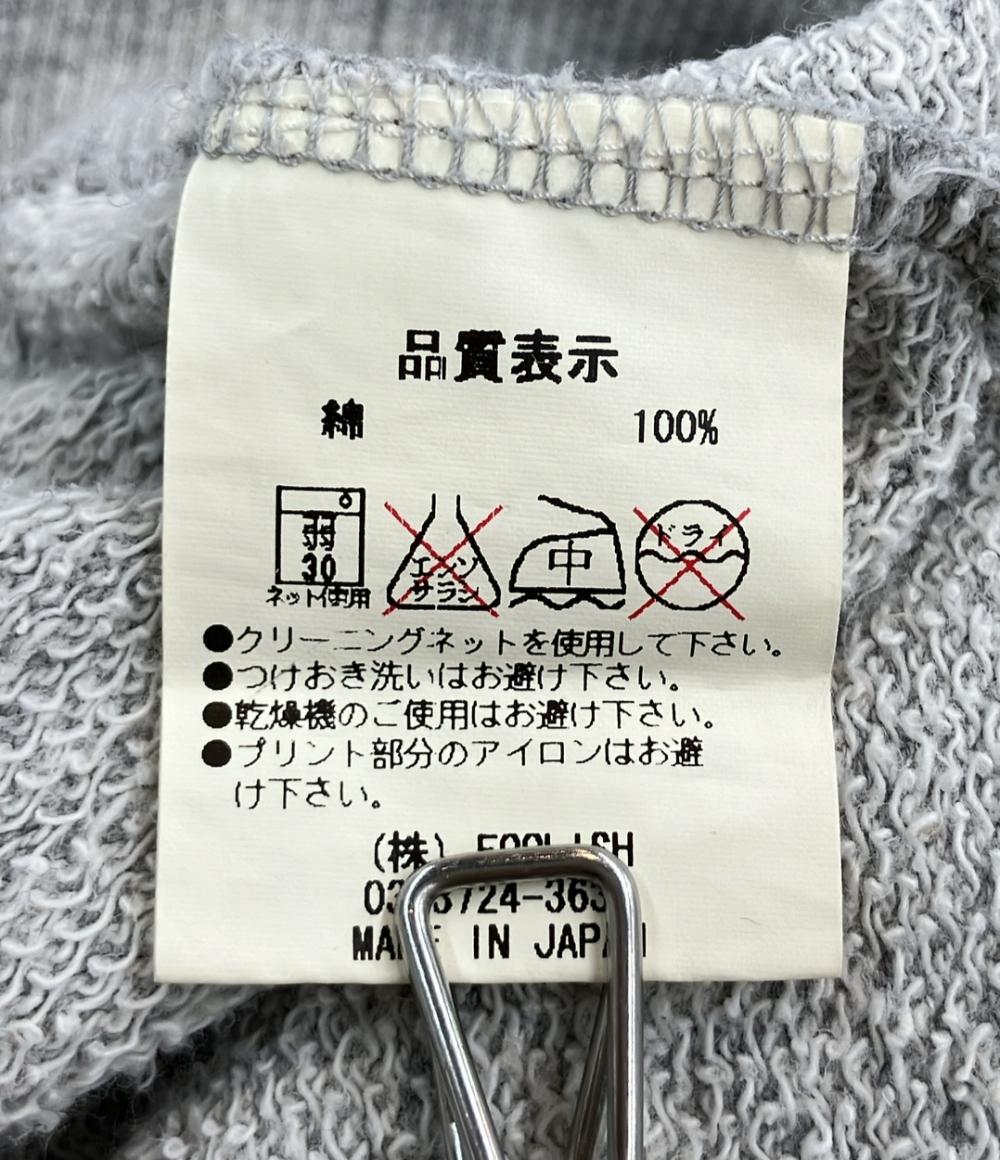 品質表示
綿 100%
弱
30
ネット使用
エンソ
サラシ
中
ドライ
●クリーニングネットを使用して下さい。
●つけおき洗いはお避け下さい。
●乾燥機のご使用はお避け下さい。
●プリント部分のアイロンはお避
け下さい。
(株)
MADE IN JAPAN